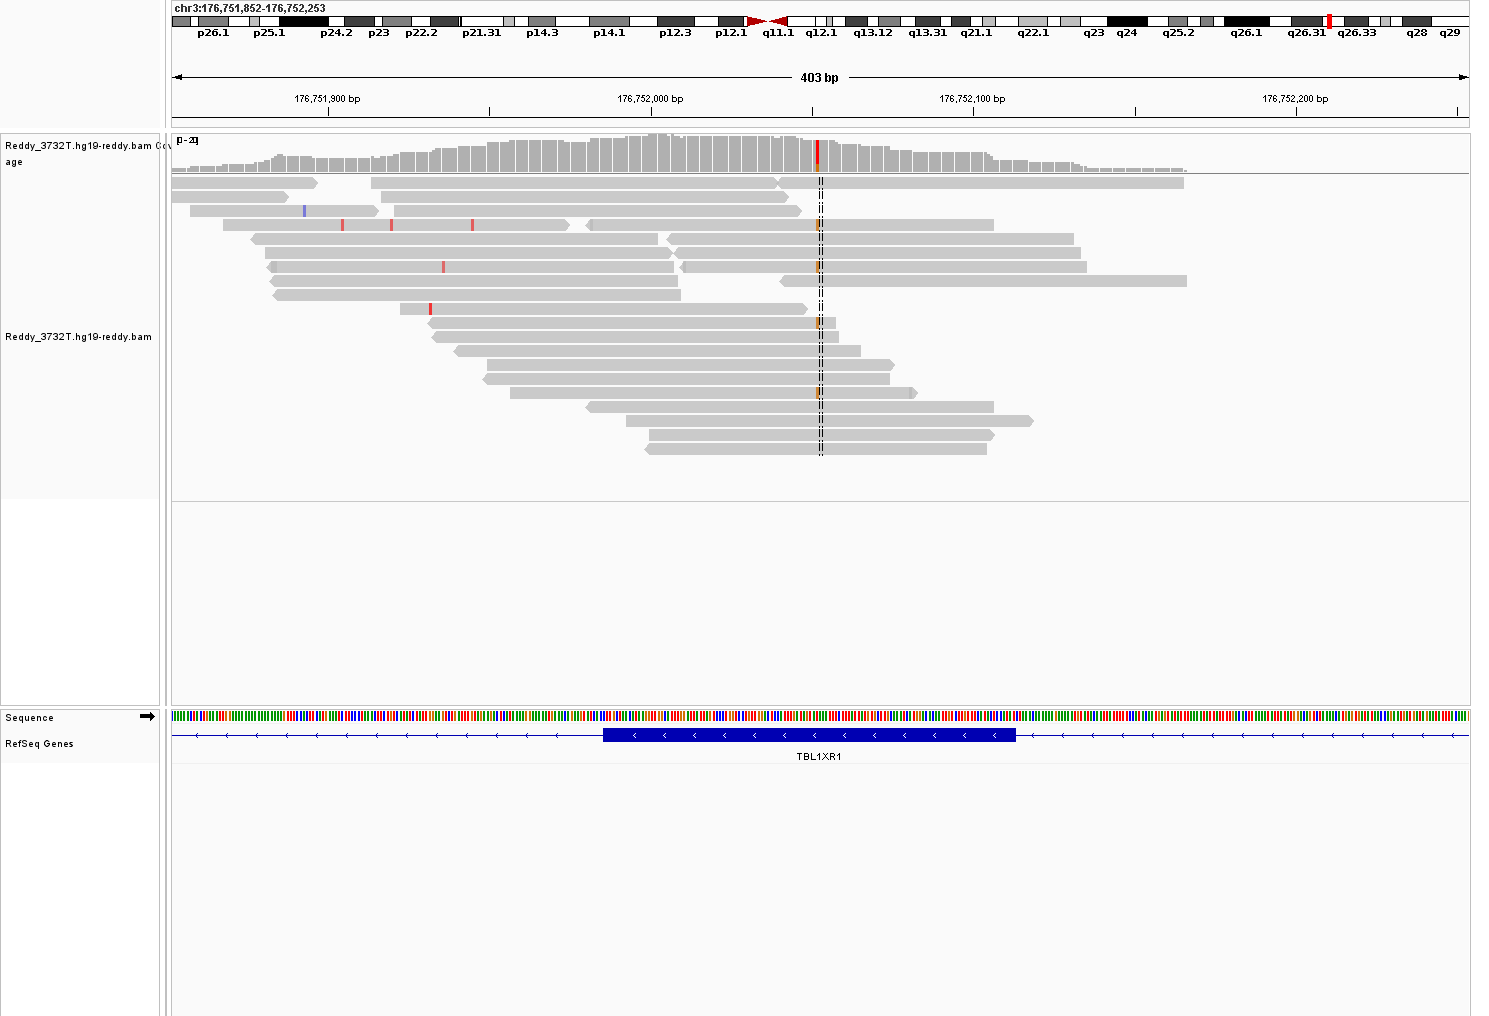 chr3:176,751,852-176,752,253
p26.1 p25.1 p24.2 p23 p22.2 p21.31 p14.3 p14.1 p12.3 p12.1 q11.1 q12.1 q13.12 q13.31 q21.1 q22.1 q23 q24 q25.2 q26.1 q26.31 q26.33 q28 q29
403 bp
176,751,900 bp 176,752,000 bp 176,752,100 bp 176,752,200 bp
[0 - 20]
Reddy_3732T.hg19-reddy.bam Cov
age
Reddy_3732T.hg19-reddy.bam
Sequence
RefSeq Genes
TBL1XR1